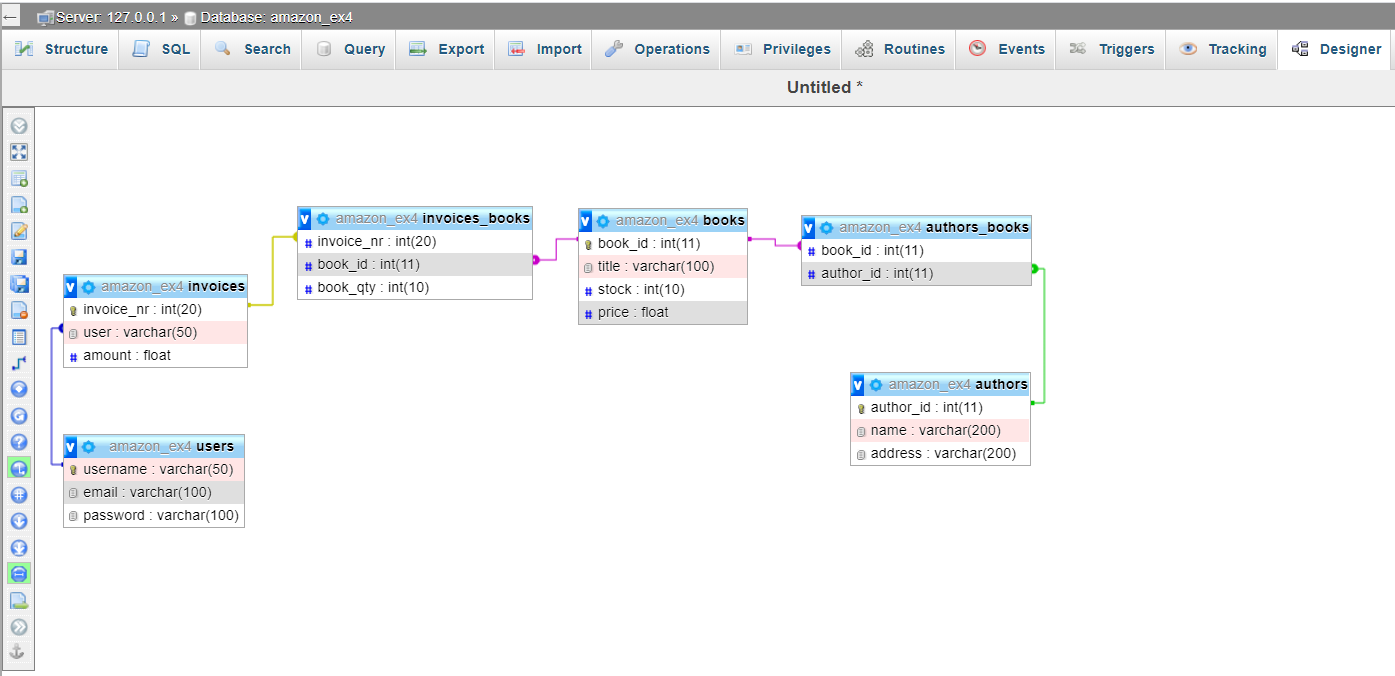 Server: 127.0.0.1 » Database: amazon_ex4
Structure SQL Search Query Export Import Operations Privileges Routines Events Triggers Tracking Designer
Untitled *
v amazon_ex4 invoices_books
# invoice_nr : int(20)
# book_id : int(11)
# book_qty : int(10)
v amazon_ex4 books
book_id : int(11)
title : varchar(100)
# stock : int(10)
# price : float
v amazon_ex4 authors_books
# book_id : int(11)
# author_id : int(11)
v amazon_ex4 invoices
invoice_nr : int(20)
user : varchar(50)
# amount : float
v amazon_ex4 authors
author_id : int(11)
name : varchar(200)
address : varchar(200)
v amazon_ex4 users
username : varchar(50)
email : varchar(100)
password : varchar(100)